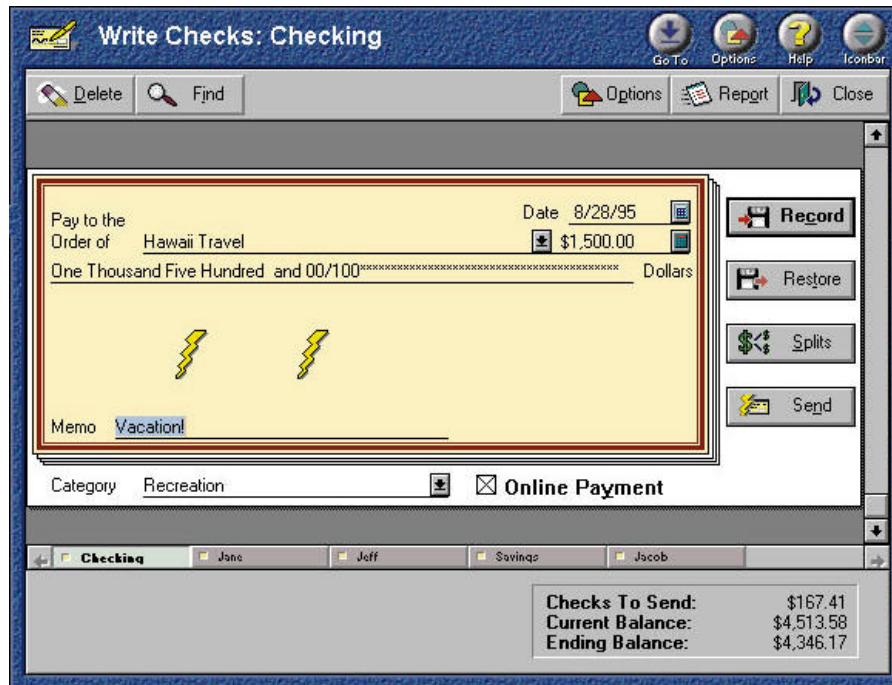 Write Checks: Checking
Go To Options Help Iconbar
Delete Find Options Report Close
Date 8/28/95
Pay to the
Order of Hawaii Travel $1,500.00
One Thousand Five Hundred and 00/100**************************************************** Dollars
Memo Vacation!
Record
Restore
Splits
Send
Category Recreation Online Payment
Checking Jane Jeff Savings Jacob
Checks To Send: $167.41
Current Balance: $4,513.58
Ending Balance: $4,346.17